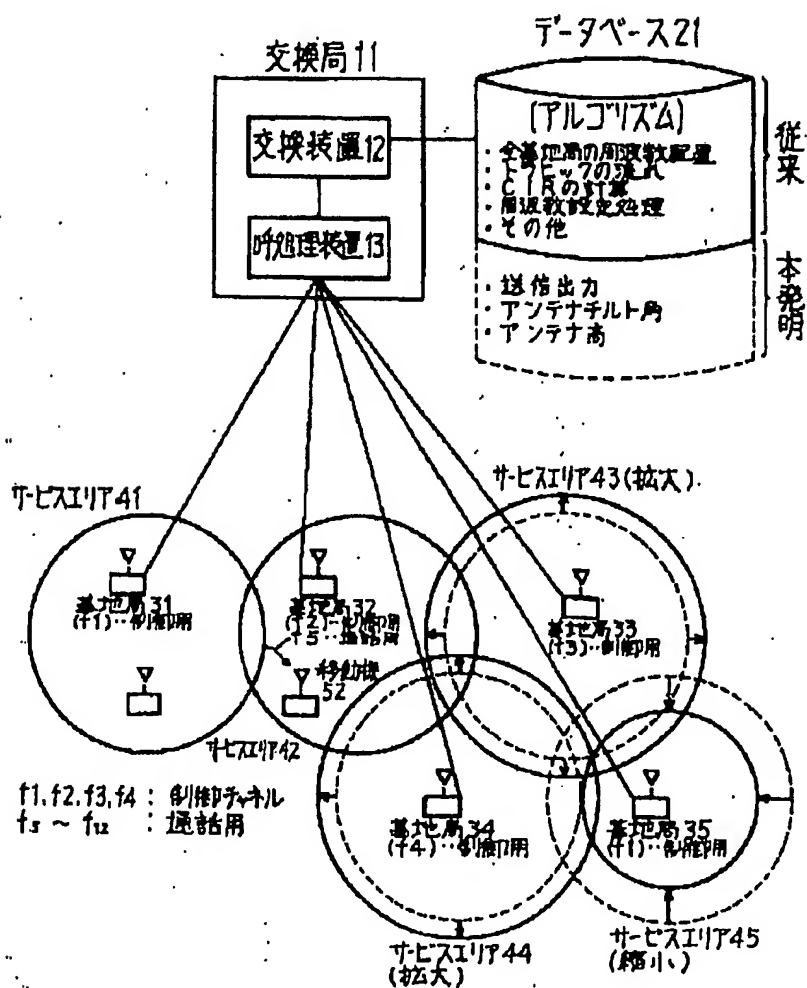 データベース21
交換局11
交換装置12
呼処理装置13
(アルゴリズム)
・全基地局の周波数配置
・トラヒックの流れ
・CIRの計算
・周波数設定処理
・その他
従来
・送信出力
・アンテナチルト角
・アンテナ高
本発明
サービスエリア41
サービスエリア43(拡大)
基地局31
(f1)‥制御用
基地局32
(f2)‥制御用
f5‥通話用
基地局33
(f3)‥制御用
移動機
52
サービスエリア42
f1,f2,f3,f4 : 制御チャネル
f5 ~ f12 : 通話用
基地局34
(f4)‥制御用
基地局35
(f1)‥制御用
サービスエリア44
(拡大)
サービスエリア45
(縮小)